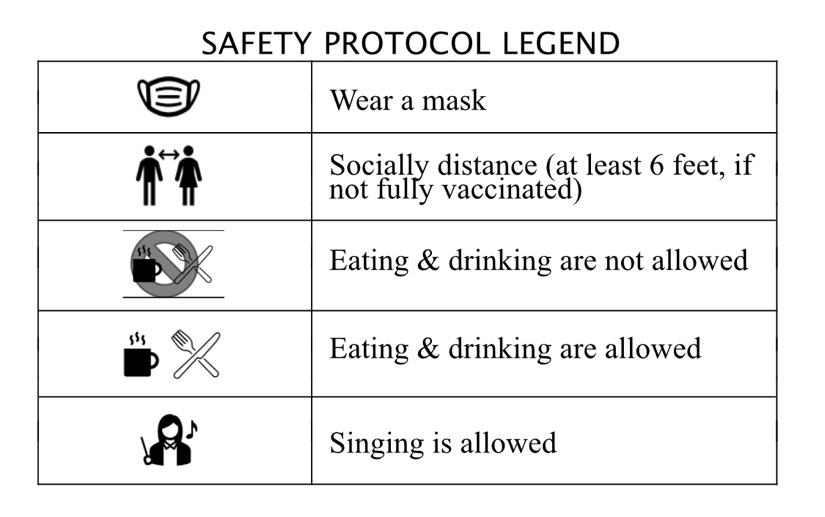 SAFETY PROTOCOL LEGEND
Wear a mask
Socially distance (at least 6 feet, if
not fully vaccinated)
Eating & drinking are not allowed
Eating & drinking are allowed
Singing is allowed